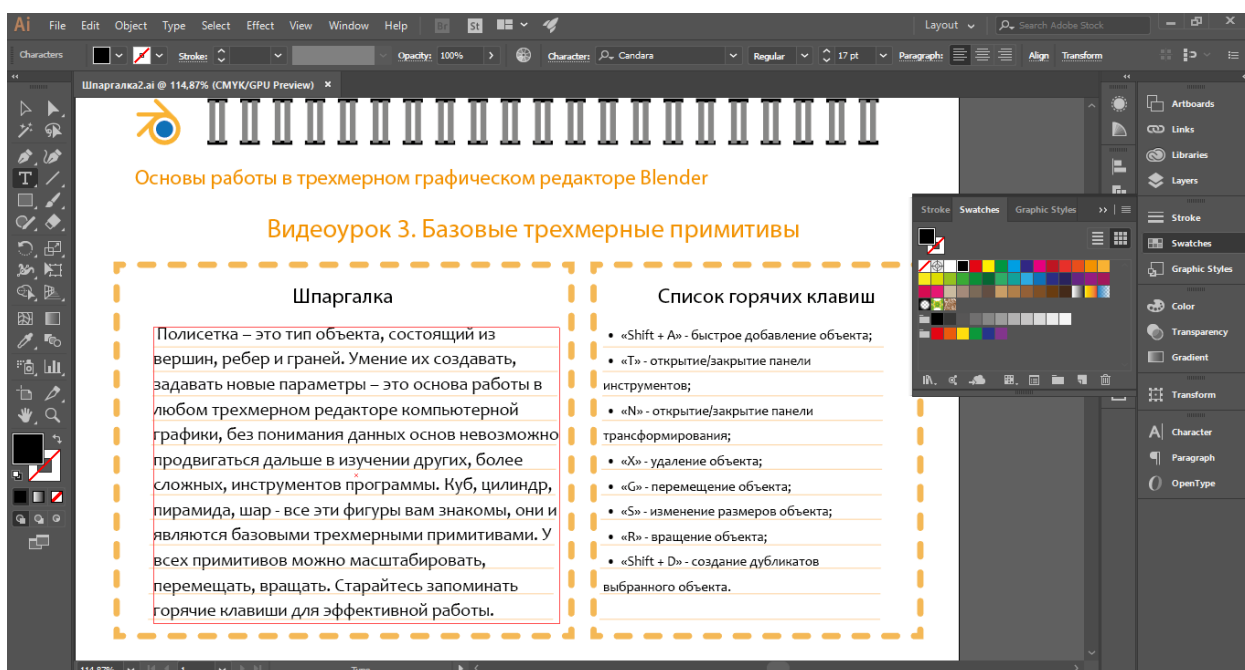 Ai File Edit Object Type Select Effect View Window Help Br St Layout Search Adobe Stock
Characters Stroke: Opacity: 100% Character: Candara Regular 17 pt Paragraph: Align Transform
Шпаргалка2.ai @ 114,87% (CMYK/GPU Preview) ×
Основы работы в трехмерном графическом редакторе Blender
Видеоурок 3. Базовые трехмерные примитивы
Шпаргалка
Полисетка – это тип объекта, состоящий из
вершин, ребер и граней. Умение их создавать,
задавать новые параметры – это основа работы в
любом трехмерном редакторе компьютерной
графики, без понимания данных основ невозможно
продвигаться дальше в изучении других, более
сложных, инструментов программы. Куб, цилиндр,
пирамида, шар - все эти фигуры вам знакомы, они и
являются базовыми трехмерными примитивами. У
всех примитивов можно масштабировать,
перемещать, вращать. Старайтесь запоминать
горячие клавиши для эффективной работы.
Список горячих клавиш
• «Shift + A» - быстрое добавление объекта;
• «T» - открытие/закрытие панели
инструментов;
• «N» - открытие/закрытие панели
трансформирования;
• «X» - удаление объекта;
• «G» - перемещение объекта;
• «S» - изменение размеров объекта;
• «R» - вращение объекта;
• «Shift + D» - создание дубликатов
выбранного объекта.
Stroke Swatches Graphic Styles
Artboards
Links
Libraries
Layers
Stroke
Swatches
Graphic Styles
Color
Transparency
Gradient
Transform
Character
Paragraph
OpenType
114,87% 1 Type